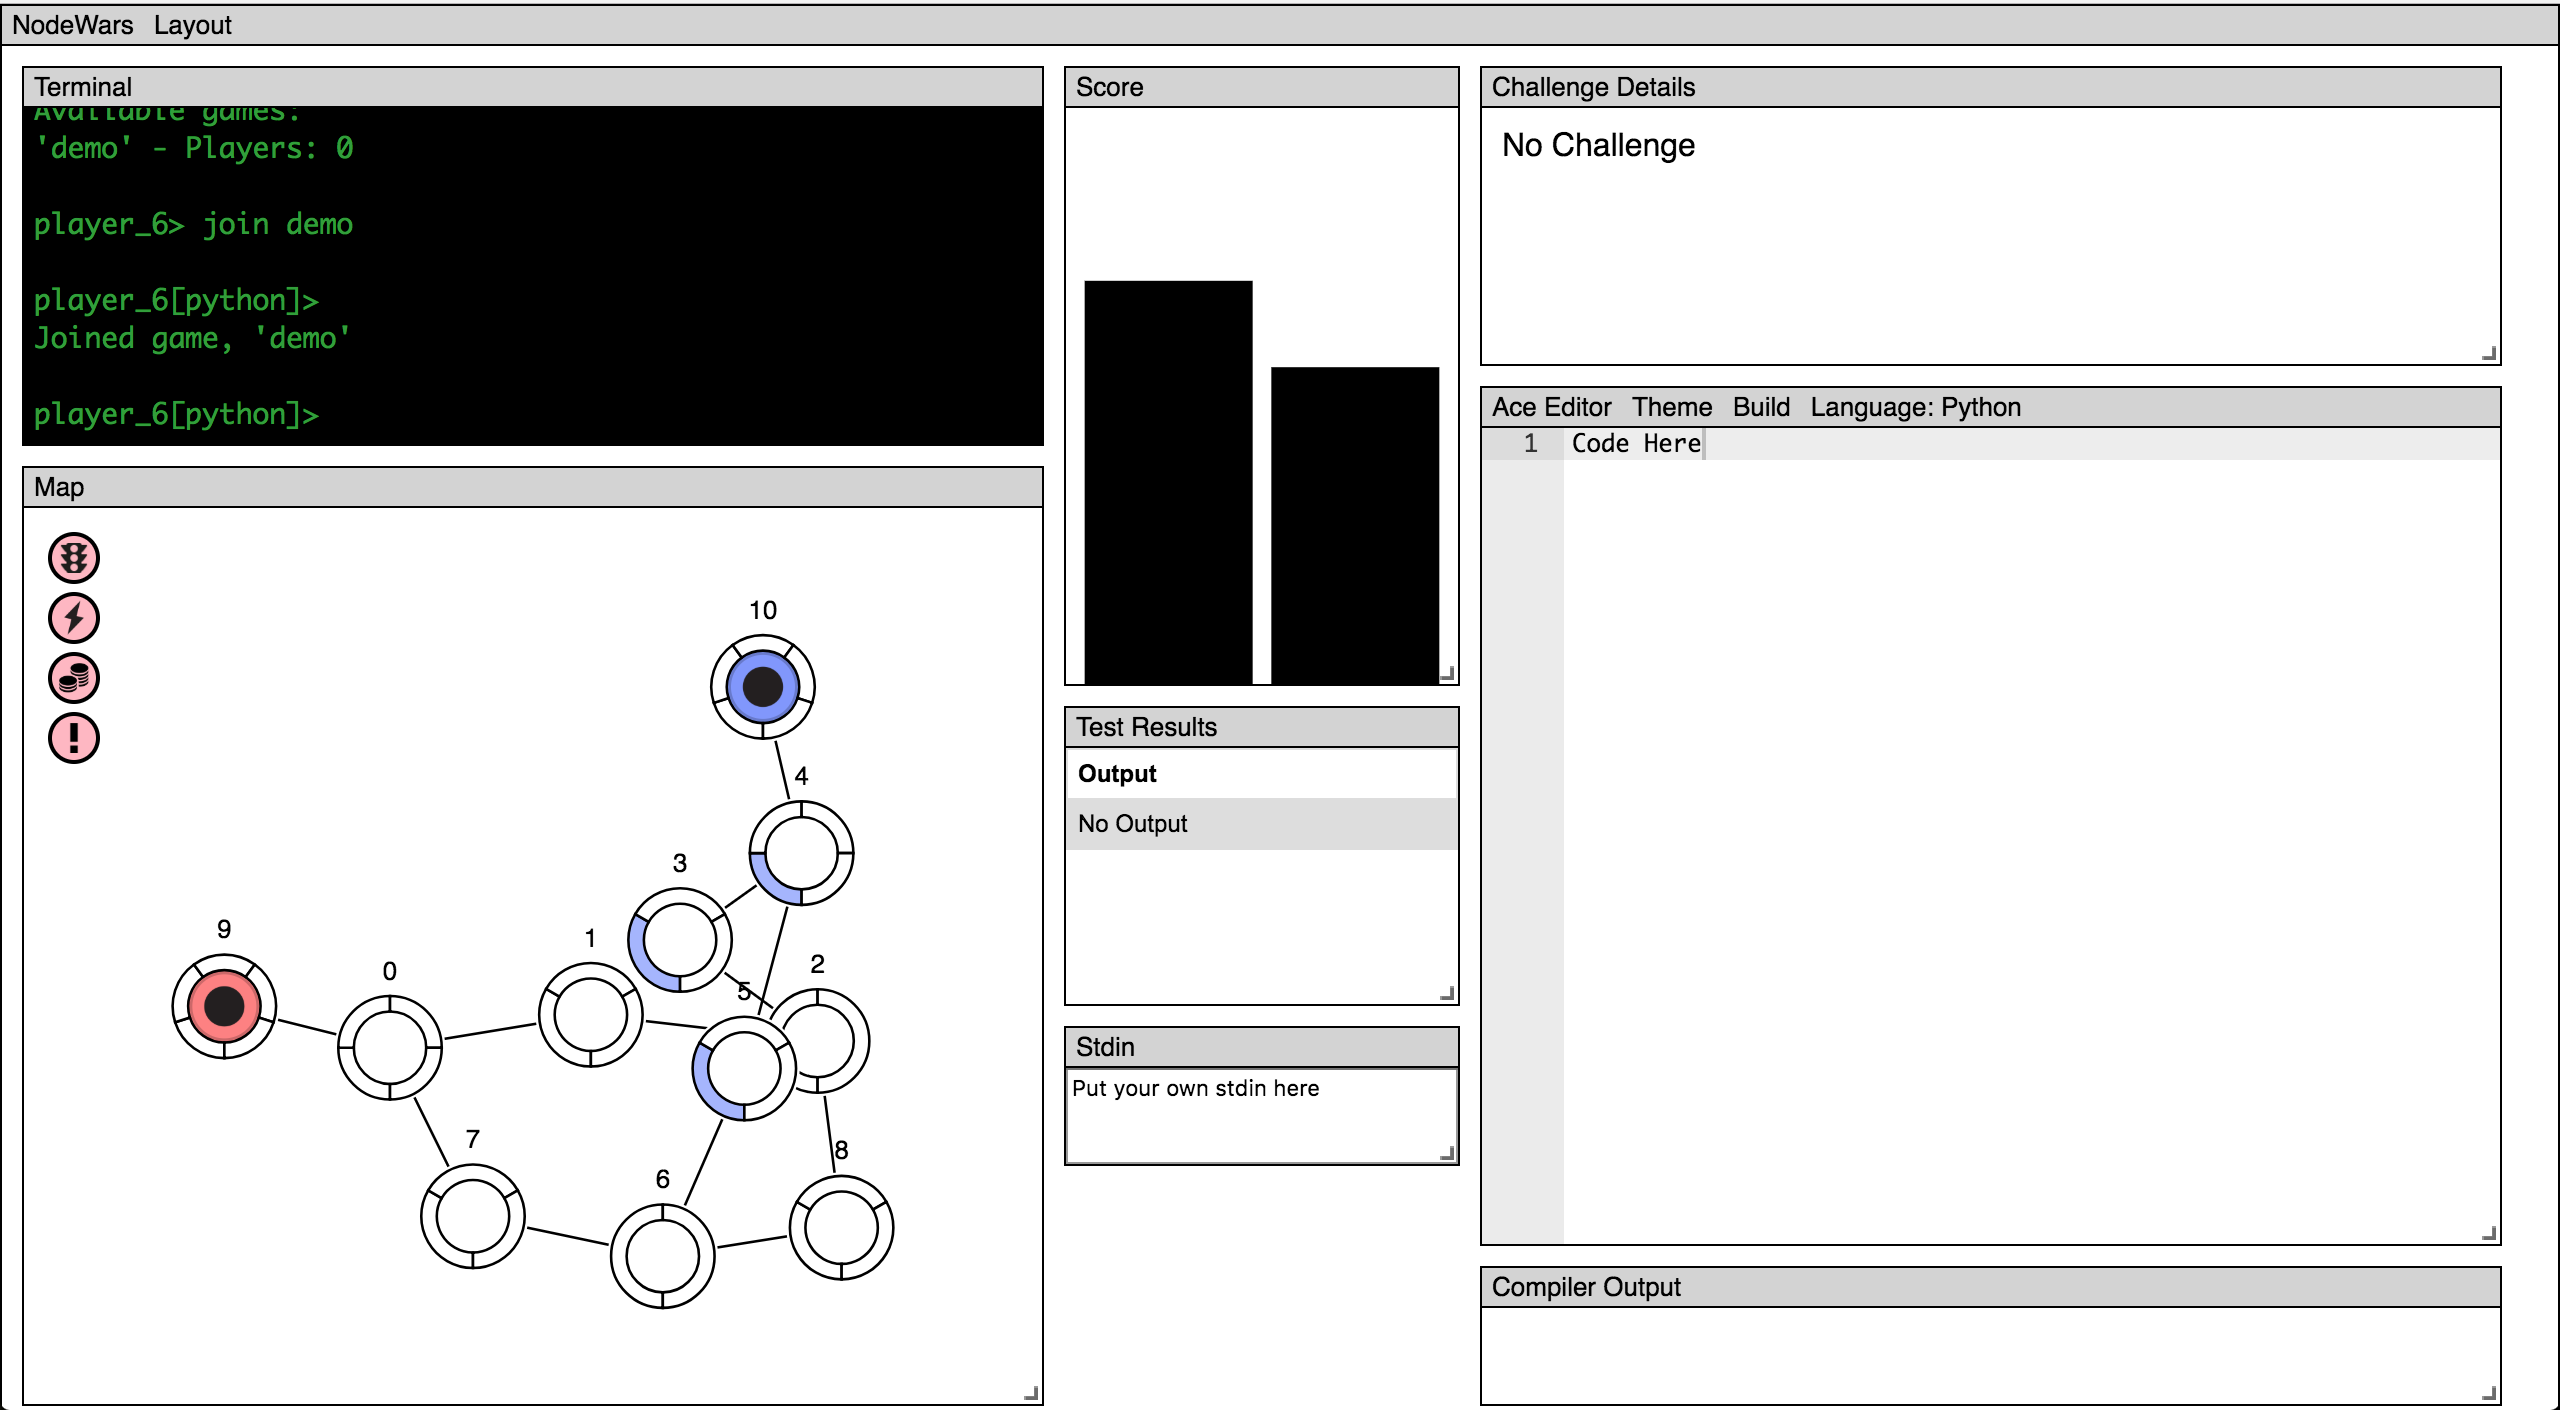 NodeWars Layout
Terminal
Available games:
'demo' - Players: 0
player_6> join demo
player_6[python]>
Joined game, 'demo'
player_6[python]>
Map
10
4
3
9
1
2
0
5
7
8
6
Score
Test Results
Output
No Output
Stdin
Put your own stdin here
Challenge Details
No Challenge
Ace Editor Theme Build Language: Python
1 Code Here
Compiler Output